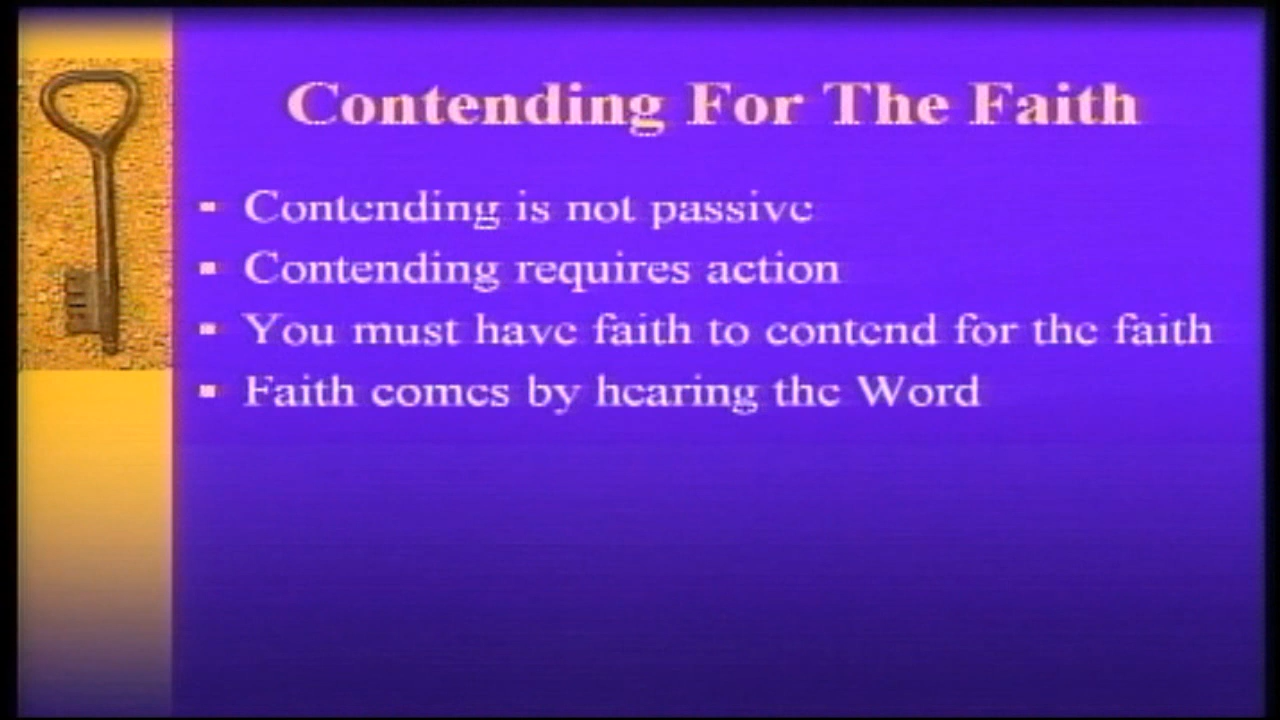 Contending For The Faith
Contending is not passive
Contending requires action
You must have faith to contend for the faith
Faith comes by hearing the Word